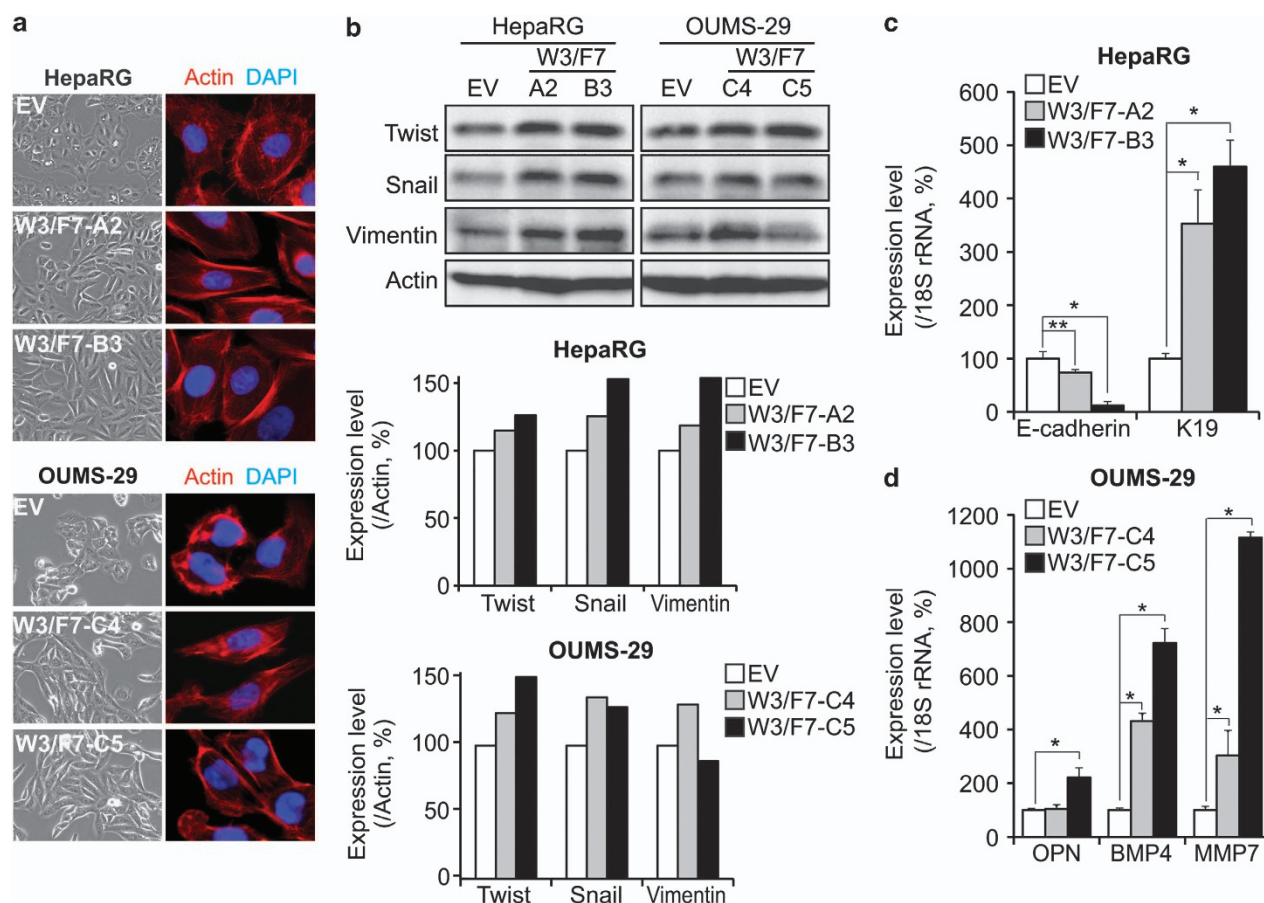 a
HepaRG
Actin DAPI
EV
W3/F7-A2
W3/F7-B3
OUMS-29
Actin DAPI
EV
W3/F7-C4
W3/F7-C5
b
HepaRG
OUMS-29
W3/F7
W3/F7
EV A2 B3
EV C4 C5
Twist
Snail
Vimentin
Actin
HepaRG
Expression level
(/Actin, %)
150
100
50
0
EV
W3/F7-A2
W3/F7-B3
Twist Snail Vimentin
OUMS-29
Expression level
(/Actin, %)
150
100
50
0
EV
W3/F7-C4
W3/F7-C5
Twist Snail Vimentin
c
HepaRG
Expression level
(/18S rRNA, %)
600
500
400
300
200
100
0
EV
W3/F7-A2
W3/F7-B3
**
*
*
*
E-cadherin K19
d
OUMS-29
Expression level
(/18S rRNA, %)
1200
1000
800
600
400
200
0
EV
W3/F7-C4
W3/F7-C5
*
*
*
*
*
OPN BMP4 MMP7